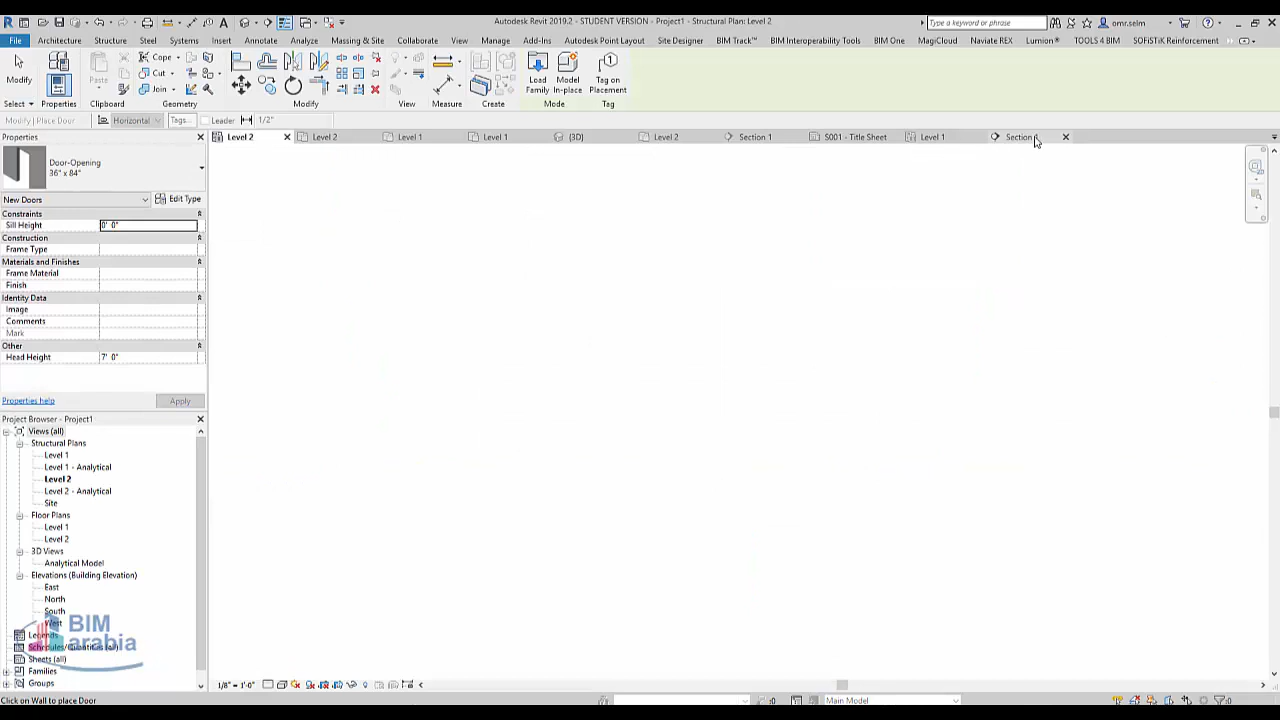 Autodesk Revit 2019.2 - STUDENT VERSION - Project1 - Structural Plan: Level 2
Type a keyword or phrase
omr.selm
File Architecture Structure Steel Systems Insert Annotate Analyze Massing & Site Collaborate View Manage Add-Ins Autodesk Point Layout Site Designer BIM Track™ BIM Interoperability Tools BIM One MagiCloud Naviate REX Lumion® TOOLS 4 BIM SOFiSTiK Reinforcement
Modify
Paste
Cope
Cut
Join
Load Family
Model In-place
Tag on Placement
Select Properties Clipboard Geometry Modify View Measure Create Mode Tag
Modify | Place Door
Horizontal
Tags...
Leader
1/2"
Properties
Level 2 Level 2 Level 1 Level 1 {3D} Level 2 Section 1 S001 - Title Sheet Level 1 Section
Door-Opening
36" x 84"
New Doors
Edit Type
Constraints
Sill Height 0' 0"
Construction
Frame Type
Materials and Finishes
Frame Material
Finish
Identity Data
Image
Comments
Mark
Other
Head Height 7' 0"
Properties help
Apply
Project Browser - Project1
Views (all)
Structural Plans
Level 1
Level 1 - Analytical
Level 2
Level 2 - Analytical
Site
Floor Plans
Level 1
Level 2
3D Views
Analytical Model
Elevations (Building Elevation)
East
North
South
West
Legends
Schedules/Quantities (all)
Sheets (all)
Families
Groups
BIM
arabia
1/8" = 1'-0"
Click on Wall to place Door
:0
Main Model
:0